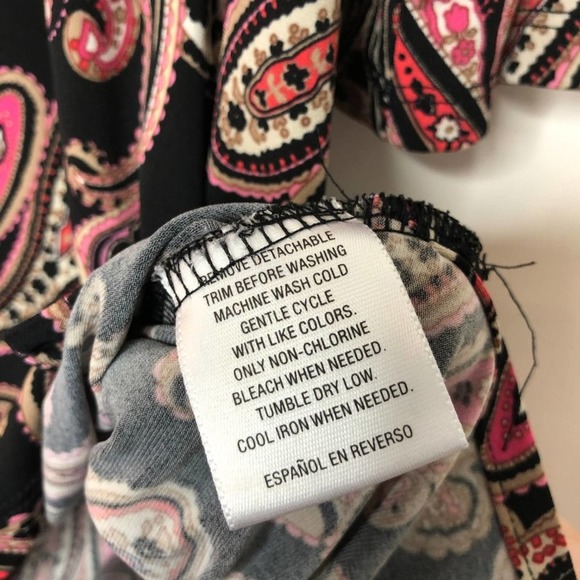 REMOVE DETACHABLE
TRIM BEFORE WASHING
MACHINE WASH COLD
GENTLE CYCLE
WITH LIKE COLORS.
ONLY NON-CHLORINE
BLEACH WHEN NEEDED.
TUMBLE DRY LOW.
COOL IRON WHEN NEEDED.
ESPAÑOL EN REVERSO